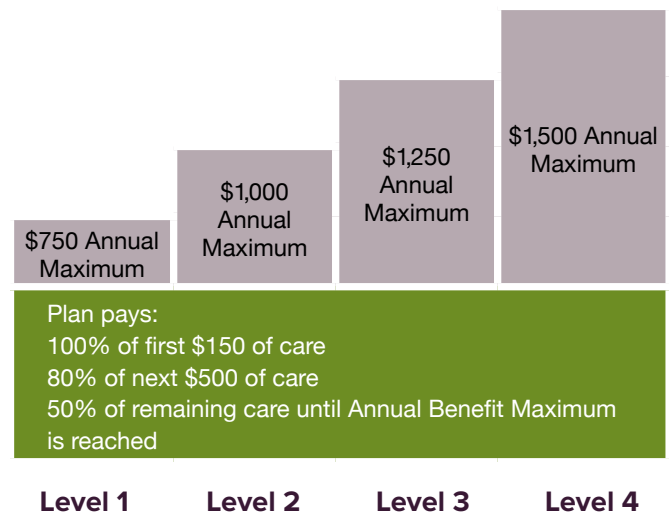 $750 Annual
Maximum
$1,000
Annual
Maximum
$1,250
Annual
Maximum
$1,500 Annual
Maximum
Plan pays:
100% of first $150 of care
80% of next $500 of care
50% of remaining care until Annual Benefit Maximum
is reached
Level 1
Level 2
Level 3
Level 4